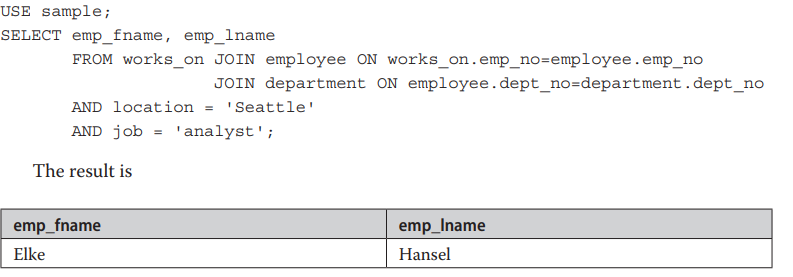 USE sample;
SELECT emp_fname, emp_lname
FROM works_on JOIN employee ON works_on.emp_no=employee.emp_no
JOIN department ON employee.dept_no=department.dept_no
AND location = 'Seattle'
AND job = 'analyst';
The result is
emp_fname emp_lname
Elke Hansel